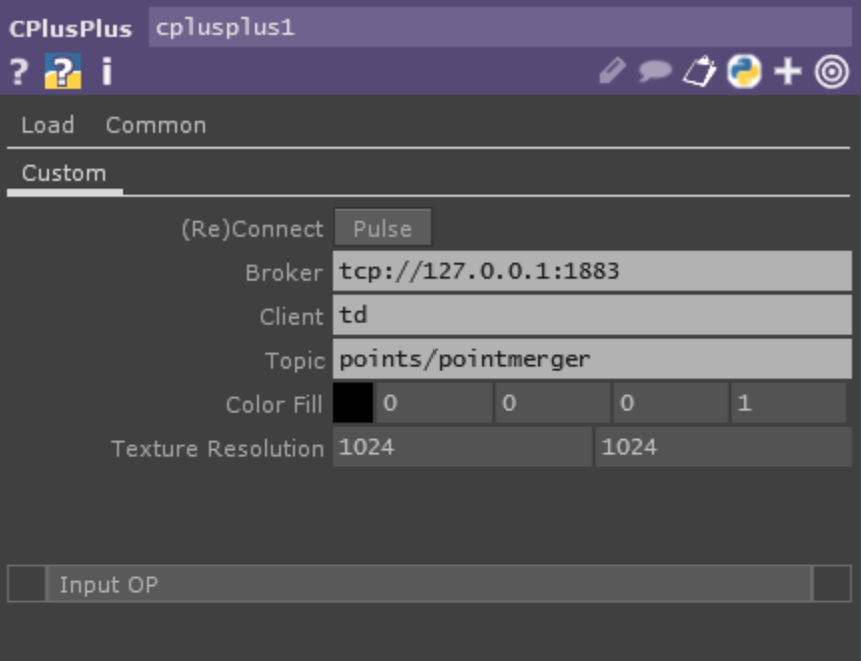 CPlusPlus cplusplus1
? ? i
Load Common
Custom
(Re)Connect Pulse
Broker tcp://127.0.0.1:1883
Client td
Topic points/pointmerger
Color Fill 0 0 0 1
Texture Resolution 1024 1024
Input OP